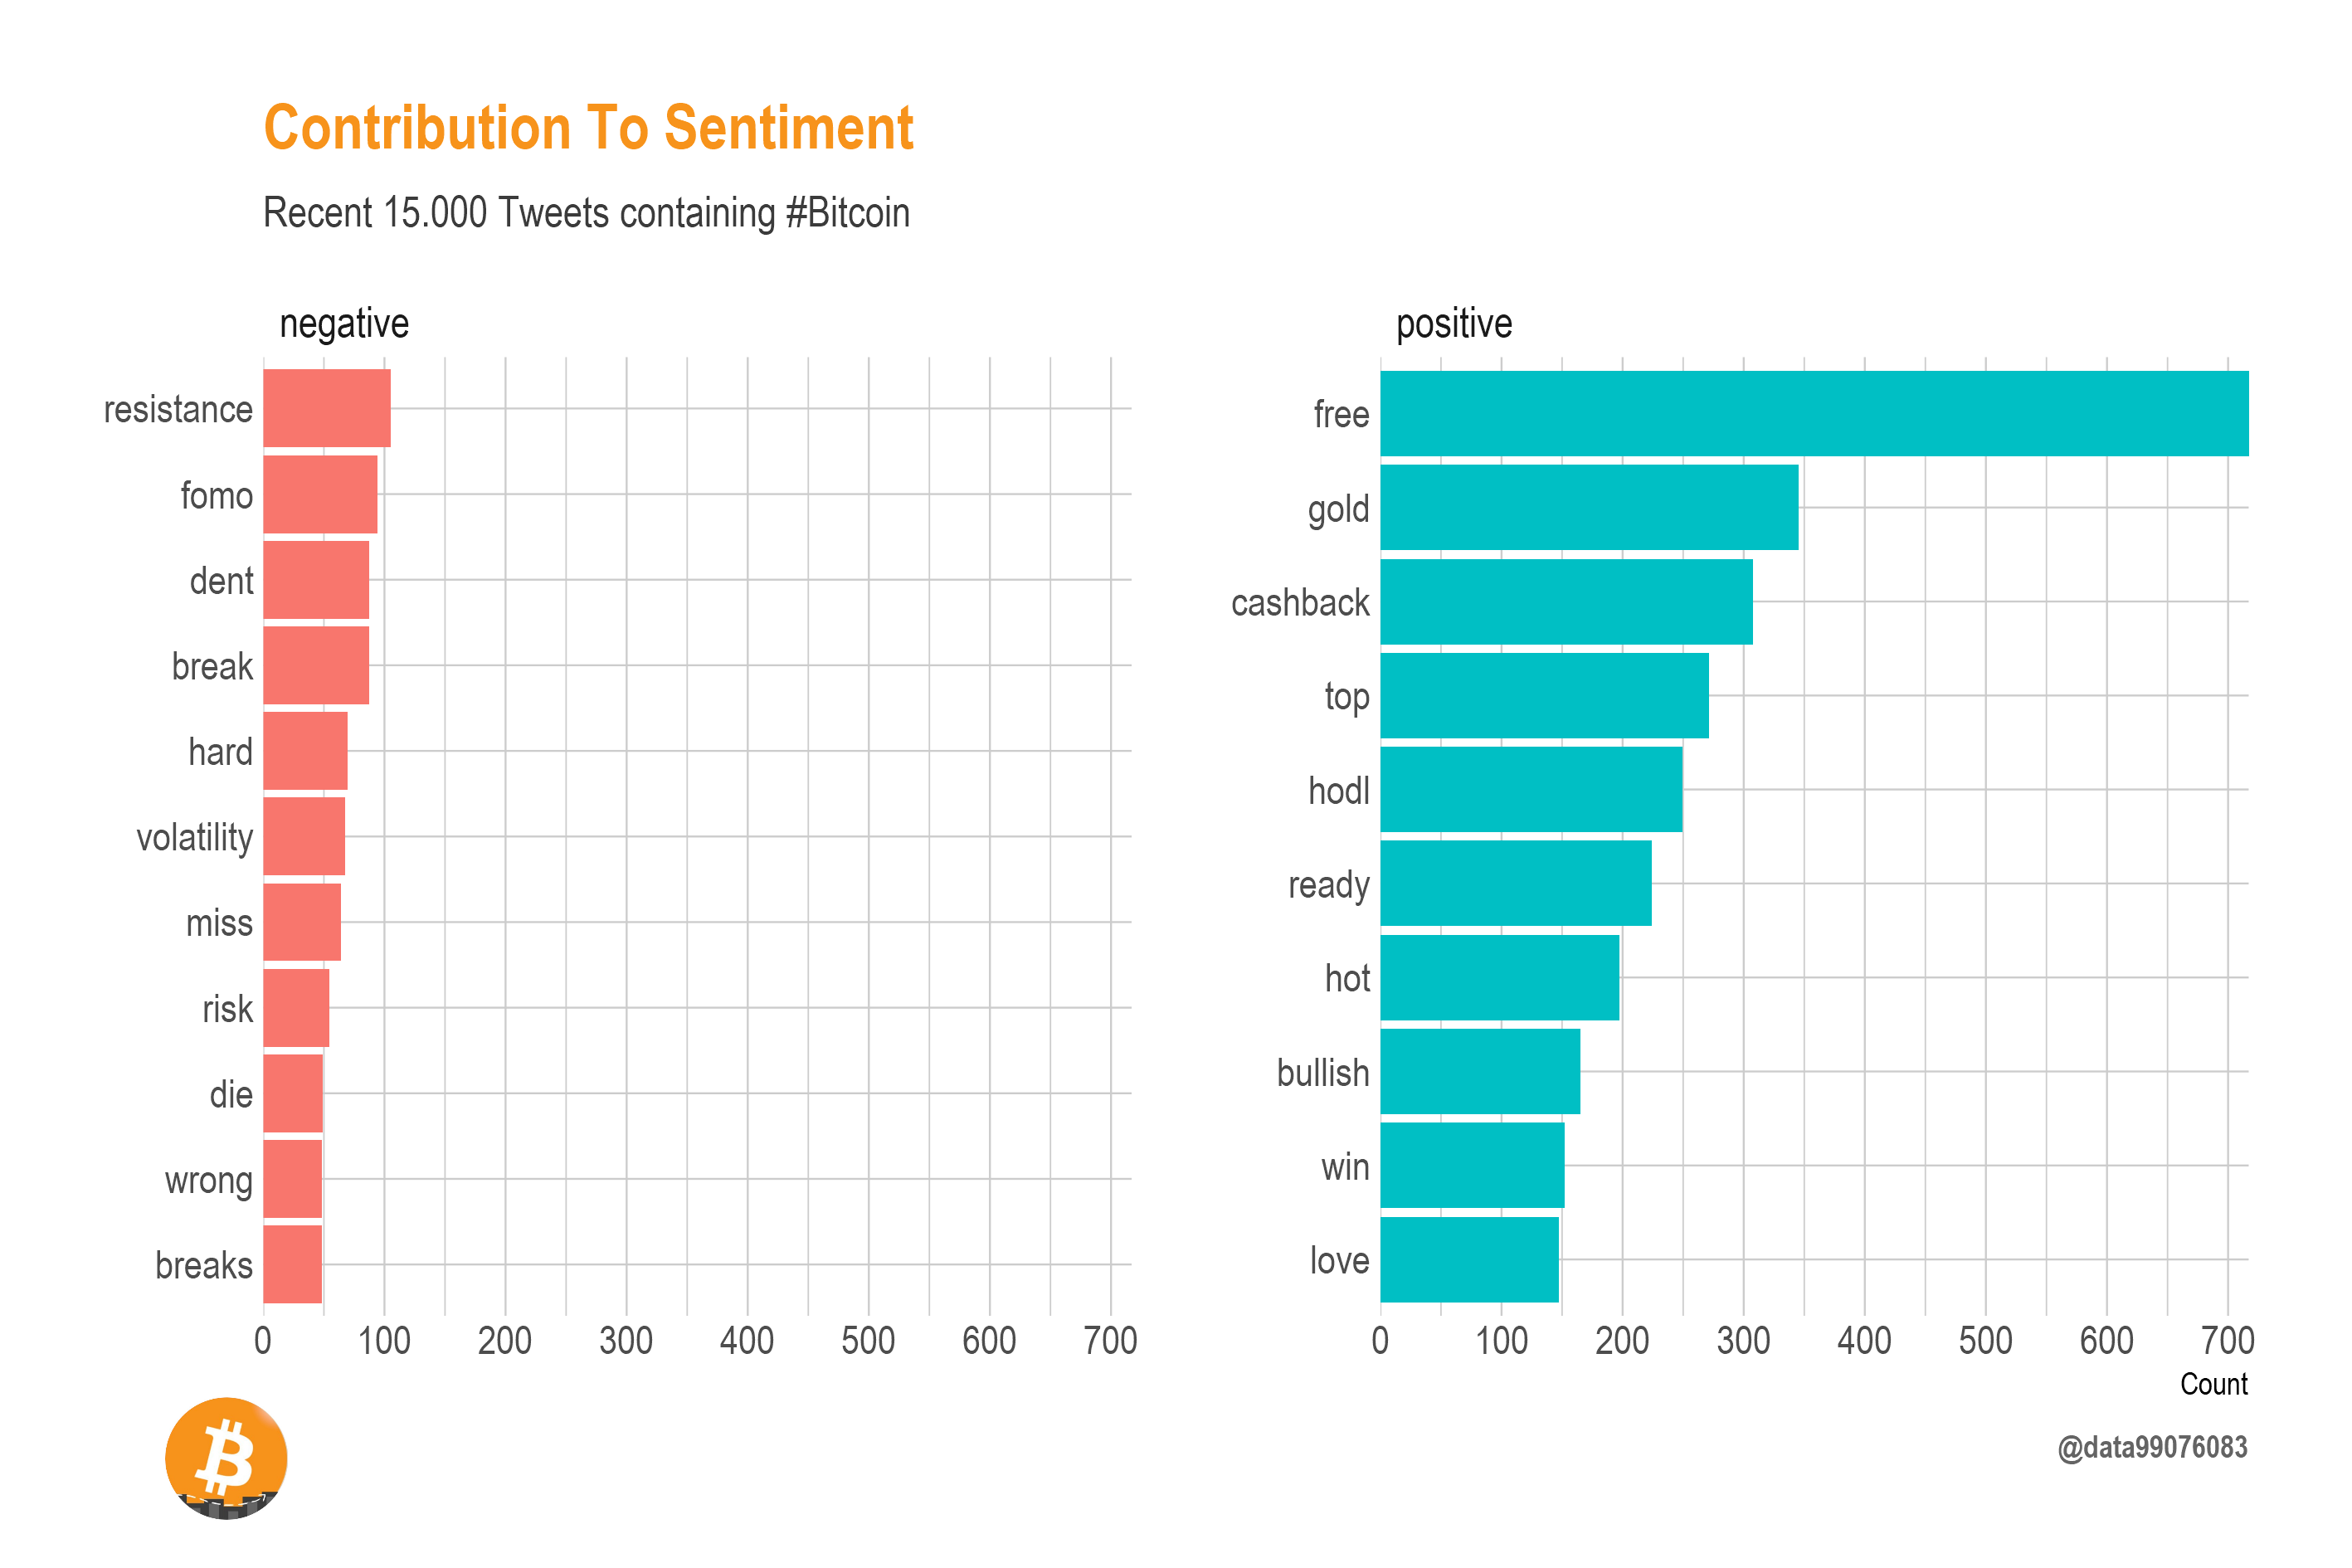 Contribution To Sentiment
Recent 15.000 Tweets containing #Bitcoin
negative
resistance
fomo
dent
break
hard
volatility
miss
risk
die
wrong
breaks
0 100 200 300 400 500 600 700
positive
free
gold
cashback
top
hodl
ready
hot
bullish
win
love
0 100 200 300 400 500 600 700
Count
@data99076083